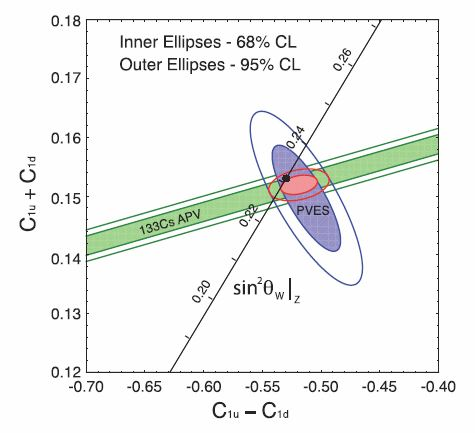 Inner Ellipses - 68% CL
Outer Ellipses - 95% CL
0.18
0.17
0.16
0.15
0.14
0.13
0.12
C1u + C1d
0.26
0.24
0.22
0.20
133Cs APV
PVES
sin²θW|Z
-0.70 -0.65 -0.60 -0.55 -0.50 -0.40 -0.40
C1u – C1d